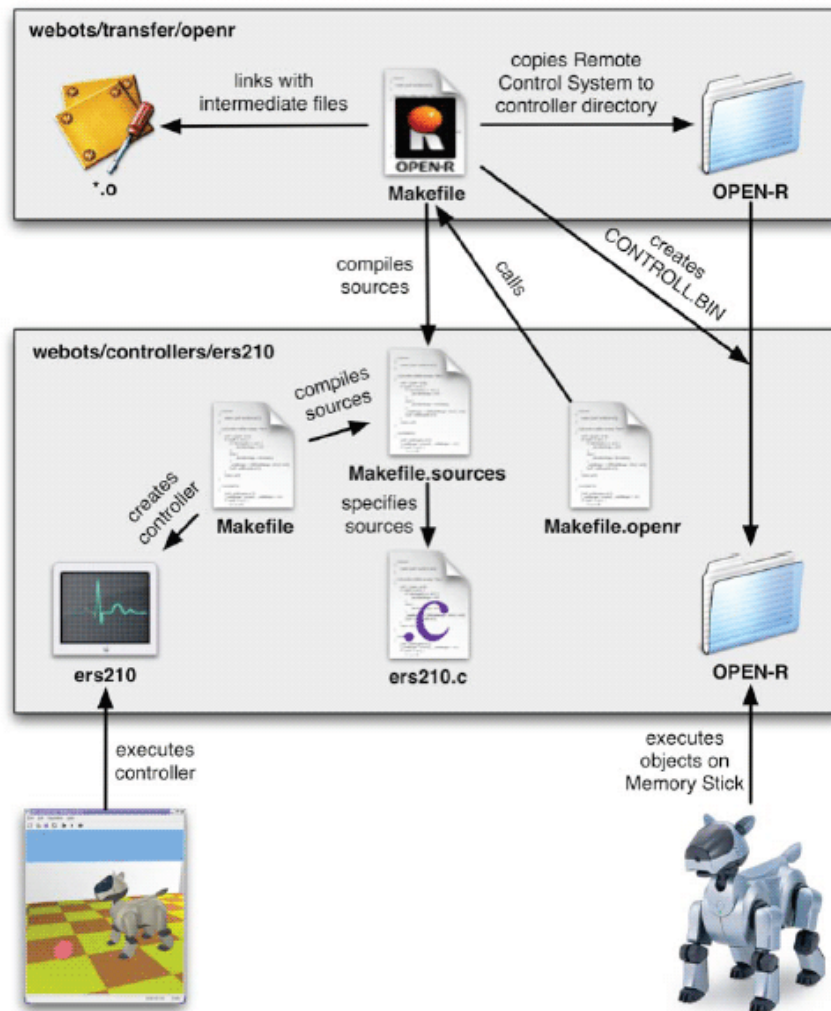 webots/transfer/openr
links with
intermediate files
copies Remote
Control System to
controller directory
OPEN-R
*.o
Makefile
OPEN-R
compiles
sources
calls
creates
CONTROLL.BIN
webots/controllers/ers210
compiles
sources
Makefile.sources
creates
controller
Makefile
specifies
sources
Makefile.openr
.c
ers210
ers210.c
OPEN-R
executes
controller
executes
objects on
Memory Stick